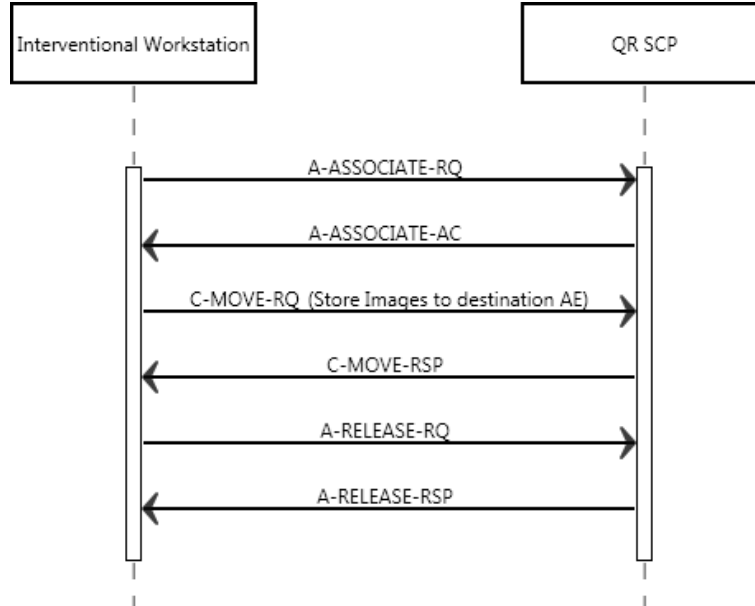 Interventional Workstation
QR SCP
A-ASSOCIATE-RQ
A-ASSOCIATE-AC
C-MOVE-RQ (Store Images to destination AE)
C-MOVE-RSP
A-RELEASE-RQ
A-RELEASE-RSP